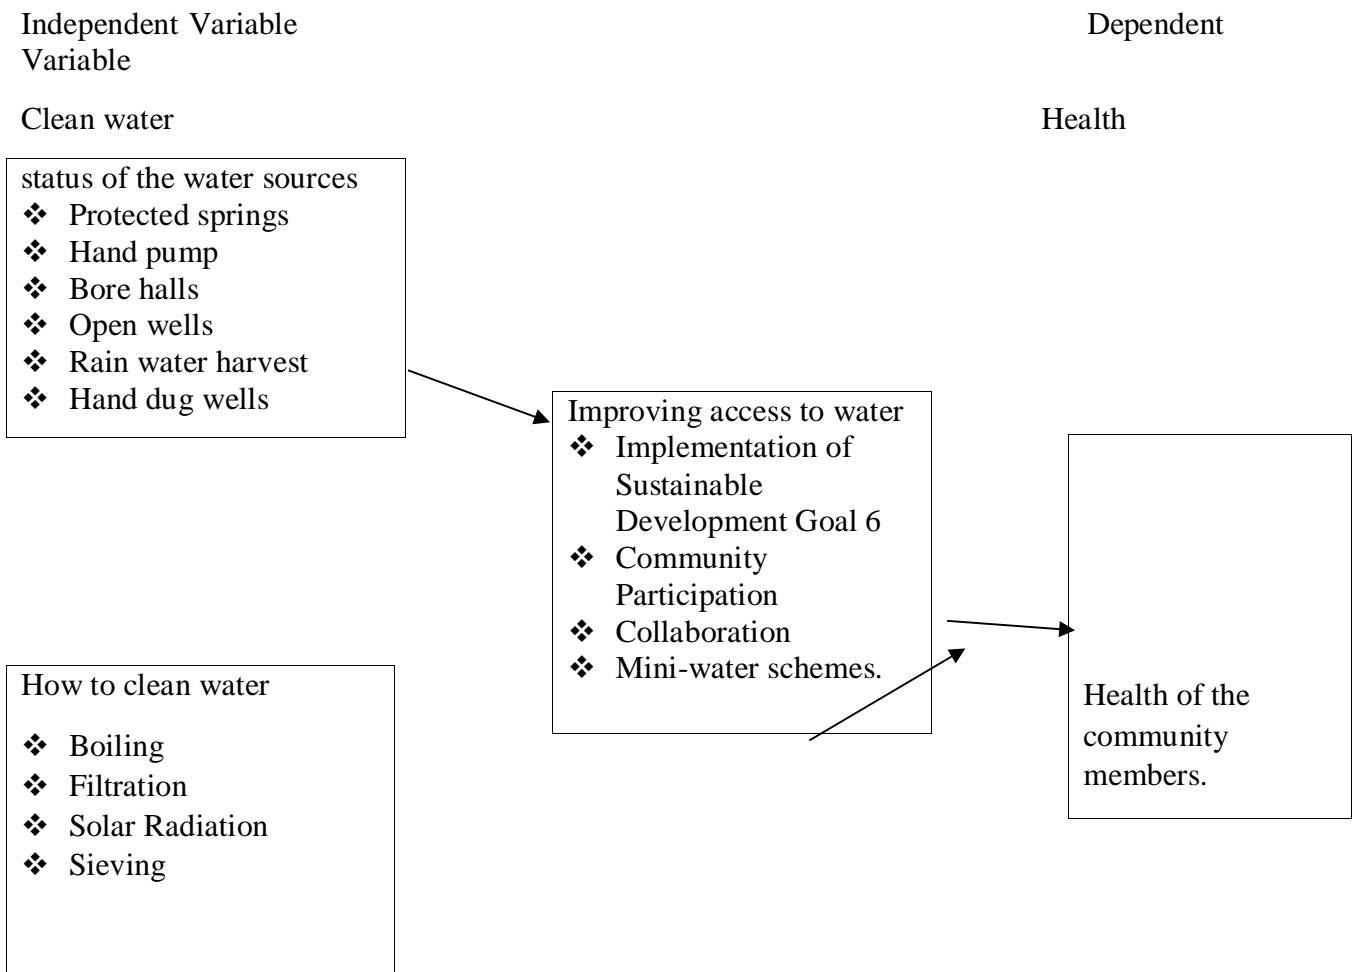 Independent Variable Dependent
Variable
Clean water Health
status of the water sources
❖ Protected springs
❖ Hand pump
❖ Bore halls
❖ Open wells
❖ Rain water harvest
❖ Hand dug wells
Improving access to water
❖ Implementation of
Sustainable
Development Goal 6
❖ Community
Participation
❖ Collaboration
❖ Mini-water schemes.
How to clean water
❖ Boiling
❖ Filtration
❖ Solar Radiation
❖ Sieving
Health of the
community
members.